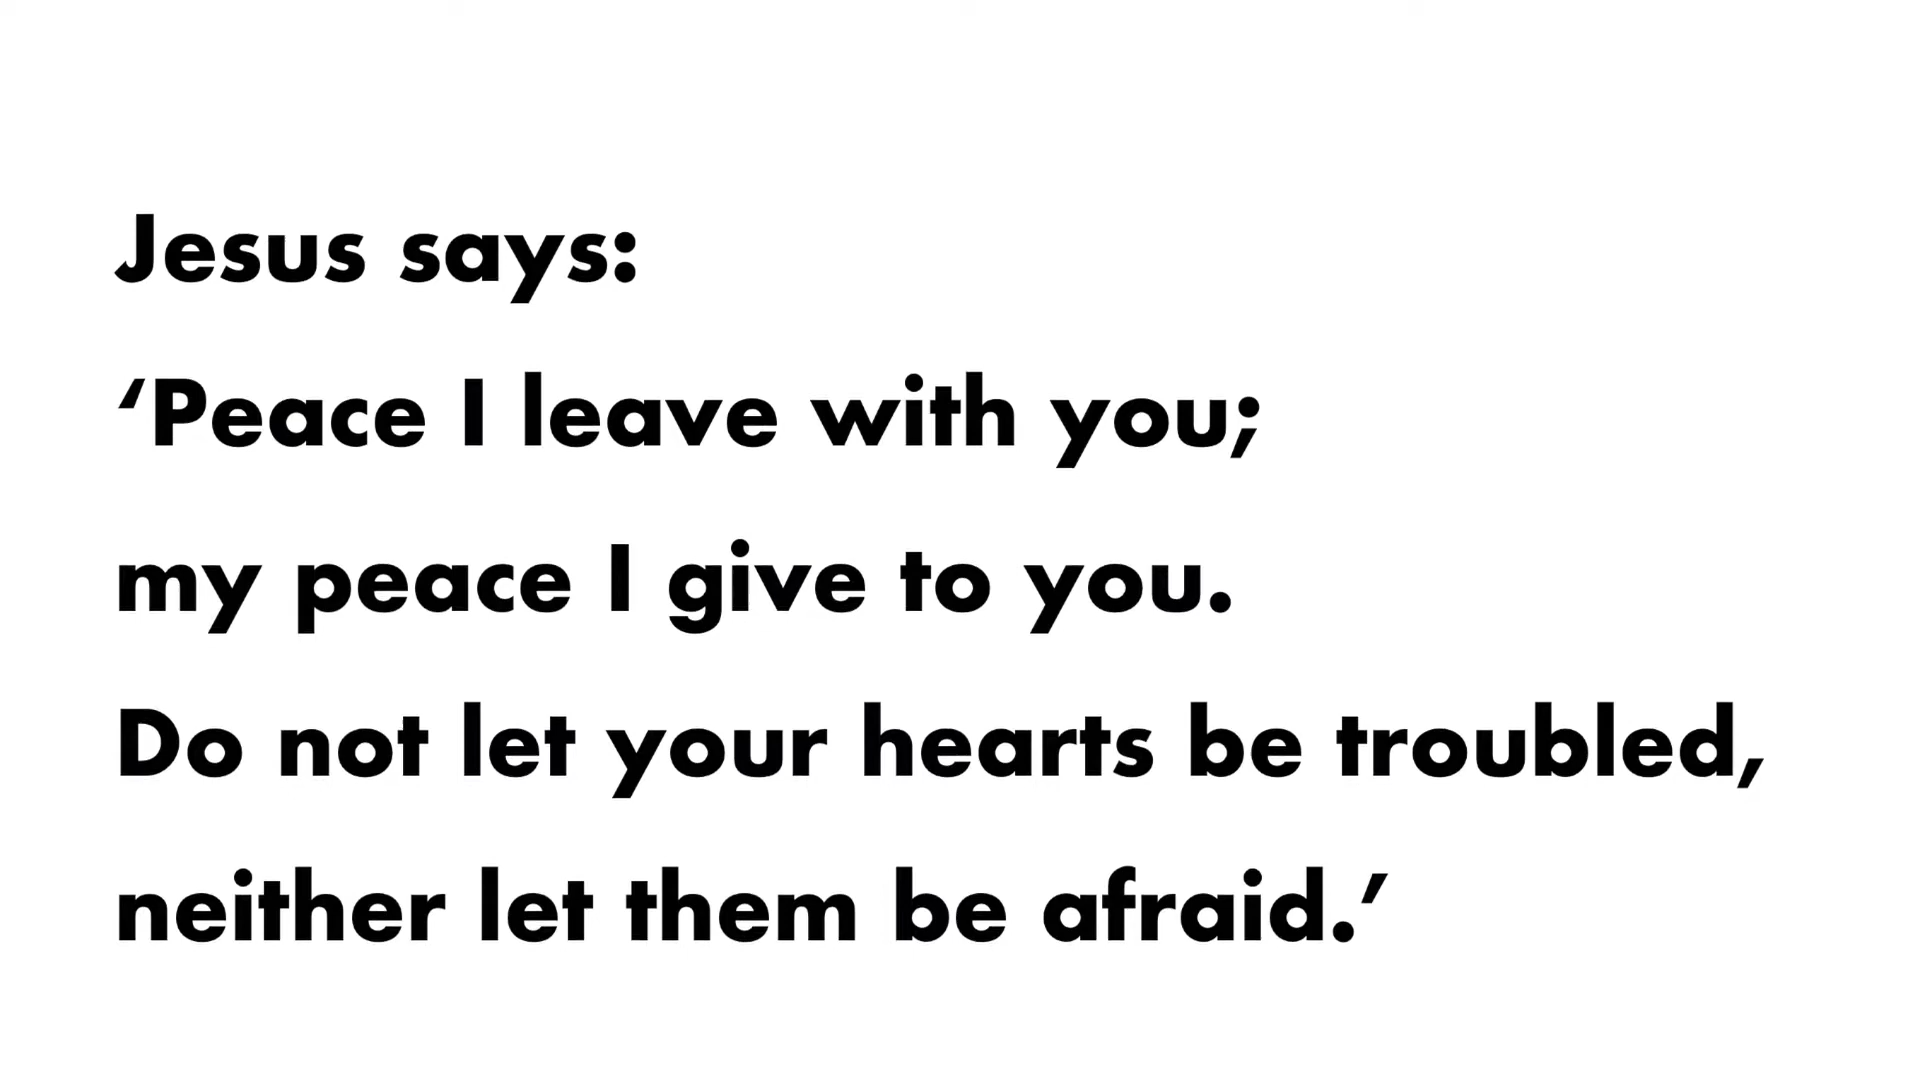 Jesus says:
‘Peace I leave with you;
my peace I give to you.
Do not let your hearts be troubled,
neither let them be afraid.’